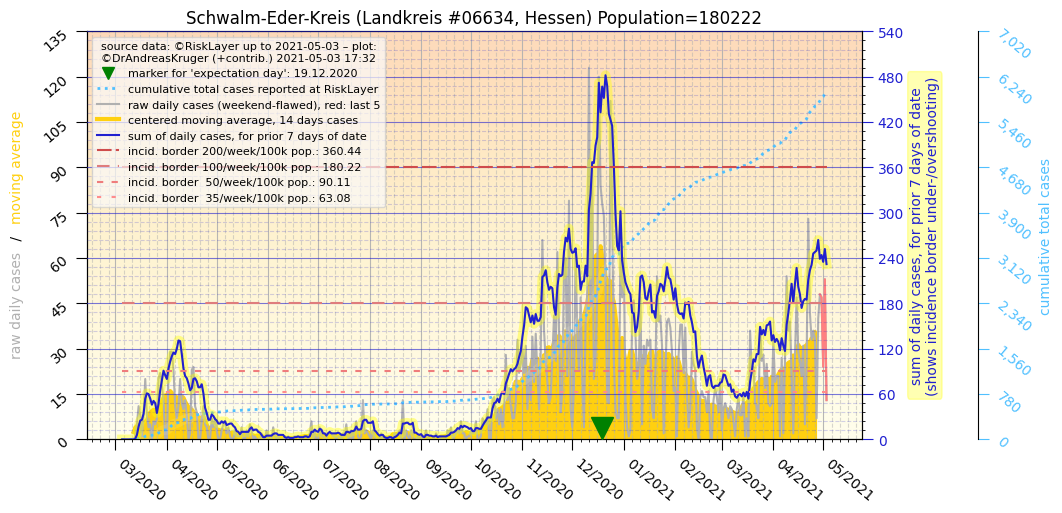 Schwalm-Eder-Kreis (Landkreis #06634, Hessen) Population=180222
source data: ©RiskLayer up to 2021-05-03 – plot:
©DrAndreasKruger (+contrib.) 2021-05-03 17:32
marker for 'expectation day': 19.12.2020
cumulative total cases reported at RiskLayer
raw daily cases (weekend-flawed), red: last 5
centered moving average, 14 days cases
sum of daily cases, for prior 7 days of date
incid. border 200/week/100k pop.: 360.44
incid. border 100/week/100k pop.: 180.22
incid. border  50/week/100k pop.: 90.11
incid. border  35/week/100k pop.: 63.08
raw daily cases  /  moving average
135
120
105
90
75
60
45
30
15
0
03/2020
04/2020
05/2020
06/2020
07/2020
08/2020
09/2020
10/2020
11/2020
12/2020
01/2021
02/2021
03/2021
04/2021
05/2021
540
480
420
360
300
240
180
120
60
0
sum of daily cases, for prior 7 days of date
(shows incidence border under-/overshooting)
7,020
6,240
5,460
4,680
3,900
3,120
2,340
1,560
780
0
cumulative total cases